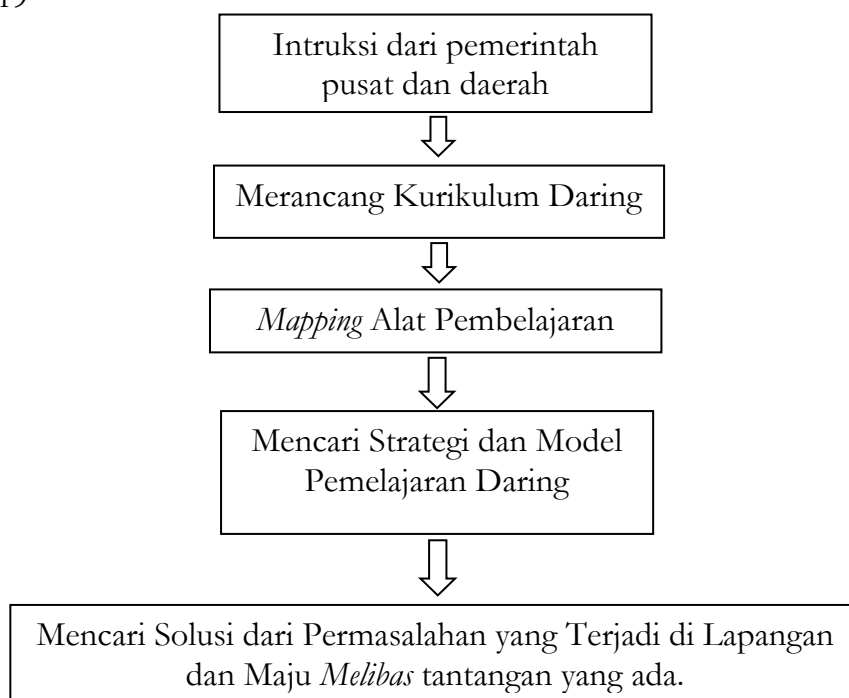 Intruksi dari pemerintah
pusat dan daerah
Merancang Kurikulum Daring
Mapping Alat Pembelajaran
Mencari Strategi dan Model
Pemelajaran Daring
Mencari Solusi dari Permasalahan yang Terjadi di Lapangan
dan Maju Melibas tantangan yang ada.